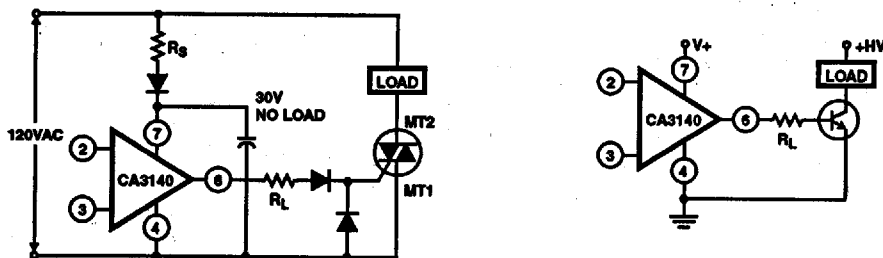 RS
LOAD
30V
NO LOAD
MT2
120VAC
7
2
CA3140
6
3
RL
MT1
4
V+
+HV
7
LOAD
2
CA3140
6
3
RL
4